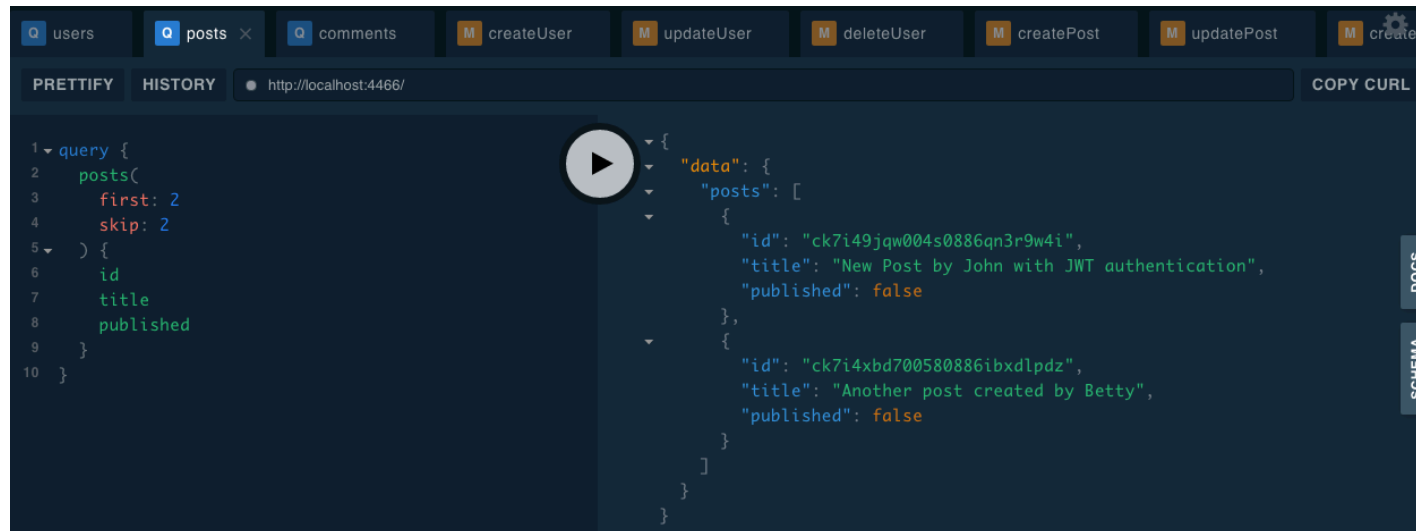 Q users
Q posts ×
Q comments
M createUser
M updateUser
M deleteUser
M createPost
M updatePost
M create
PRETTIFY
HISTORY
http://localhost:4466/
COPY CURL
1 query {
2 posts(
3 first: 2
4 skip: 2
5 ) {
6 id
7 title
8 published
9 }
10 }
{
"data": {
"posts": [
{
"id": "ck7i49jqw004s0886qn3r9w4i",
"title": "New Post by John with JWT authentication",
"published": false
},
{
"id": "ck7i4xbd700580886ibxdlpdz",
"title": "Another post created by Betty",
"published": false
}
]
}
}
DOCS
SCHEMA